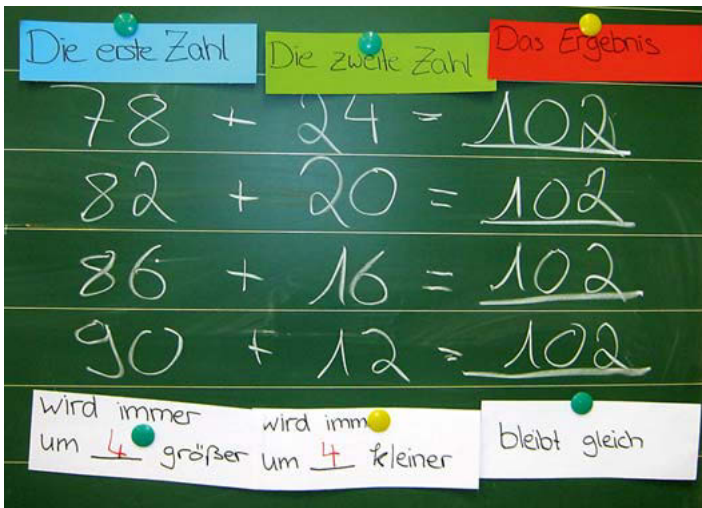 Die erste Zahl Die zweite Zahl Das Ergebnis
78 + 24 = 102
82 + 20 = 102
86 + 16 = 102
90 + 12 = 102
wird immer
um 4 größer
wird imm
um 4 kleiner
bleibt gleich